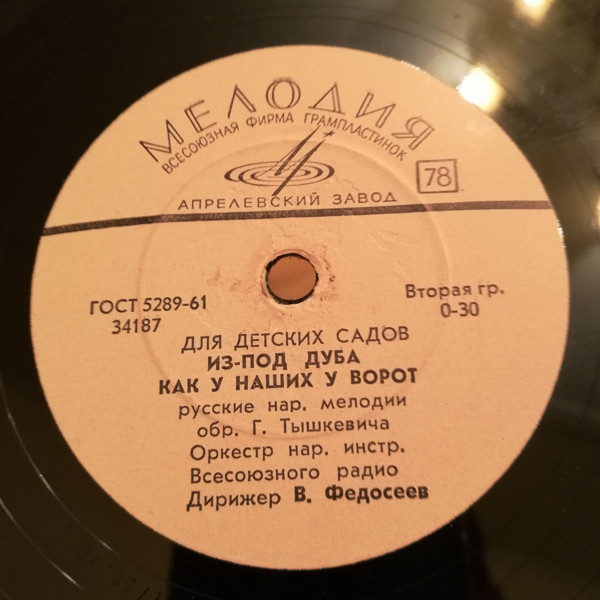 МЕЛОДИЯ
ВСЕСОЮЗНАЯ ФИРМА ГРАМПЛАСТИНОК
78
АПРЕЛЕВСКИЙ ЗАВОД
ГОСТ 5289-61
34187
Вторая гр.
0-30
ДЛЯ ДЕТСКИХ САДОВ
ИЗ-ПОД ДУБА
КАК У НАШИХ У ВОРОТ
русские нар. мелодии
обр. Г. Тышкевича
Оркестр нар. инстр.
Всесоюзного радио
Дирижер В. Федосеев